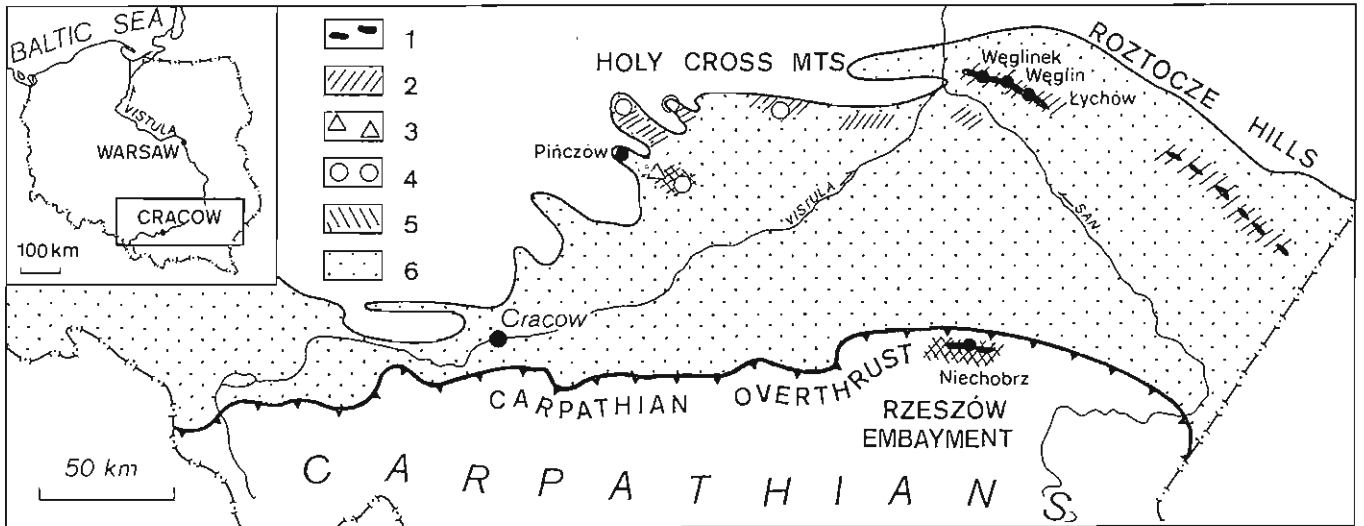 BALTIC SEA
VISTULA
WARSAW
CRACOW
100 km
1
2
3
4
5
6
HOLY CROSS MTS
ROZTOCZE HILLS
Węglinek
Węglin
Łychów
Pińczów
VISTULA
SAN
Cracow
CARPATHIAN OVERTHRUST
Niechobrz
RZESZÓW
EMBAYMENT
50 km
CARPATHIANS